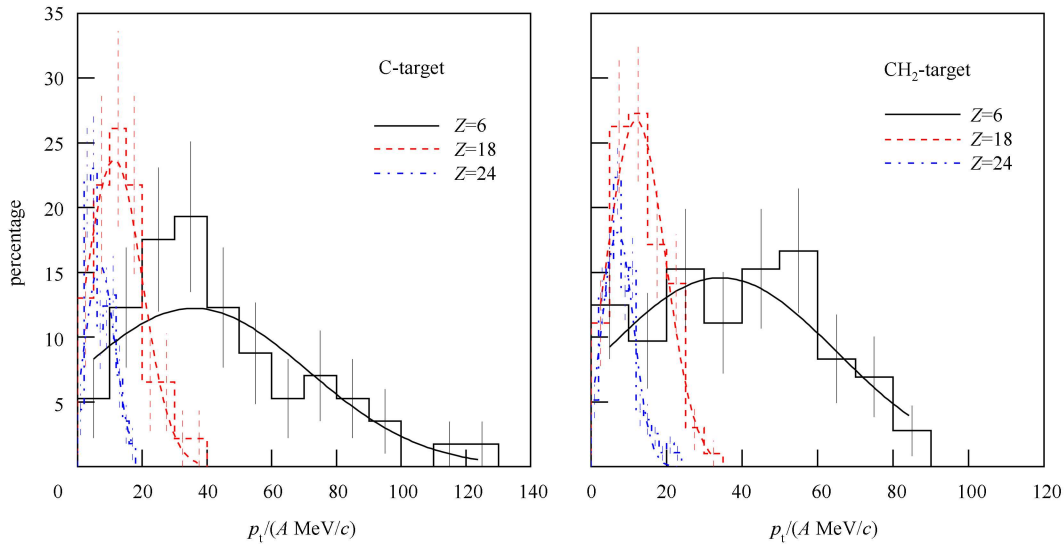 35
30
25
20
15
10
5
percentage
C-target
Z=6
Z=18
Z=24
0 20 40 60 80 100 120 140
pₜ/(A MeV/c)
CH₂-target
Z=6
Z=18
Z=24
0 20 40 60 80 100 120
pₜ/(A MeV/c)